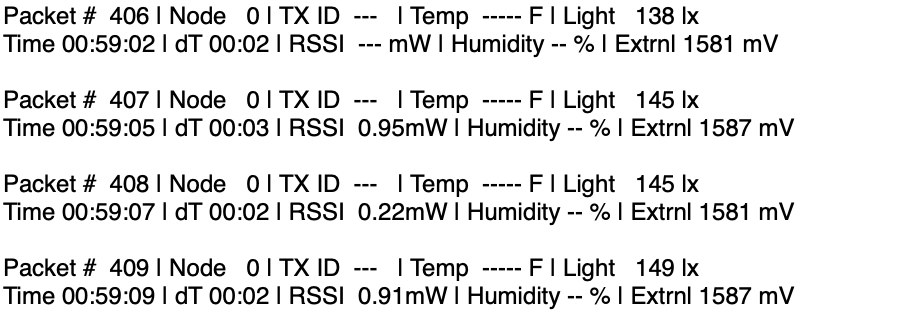 Packet #  406 | Node   0 | TX ID  ---   | Temp  ----- F | Light   138 lx
Time 00:59:02 | dT 00:02 | RSSI  --- mW | Humidity -- % | Extrnl 1581 mV
Packet #  407 | Node   0 | TX ID  ---   | Temp  ----- F | Light   145 lx
Time 00:59:05 | dT 00:03 | RSSI  0.95mW | Humidity -- % | Extrnl 1587 mV
Packet #  408 | Node   0 | TX ID  ---   | Temp  ----- F | Light   145 lx
Time 00:59:07 | dT 00:02 | RSSI  0.22mW | Humidity -- % | Extrnl 1581 mV
Packet #  409 | Node   0 | TX ID  ---   | Temp  ----- F | Light   149 lx
Time 00:59:09 | dT 00:02 | RSSI  0.91mW | Humidity -- % | Extrnl 1587 mV